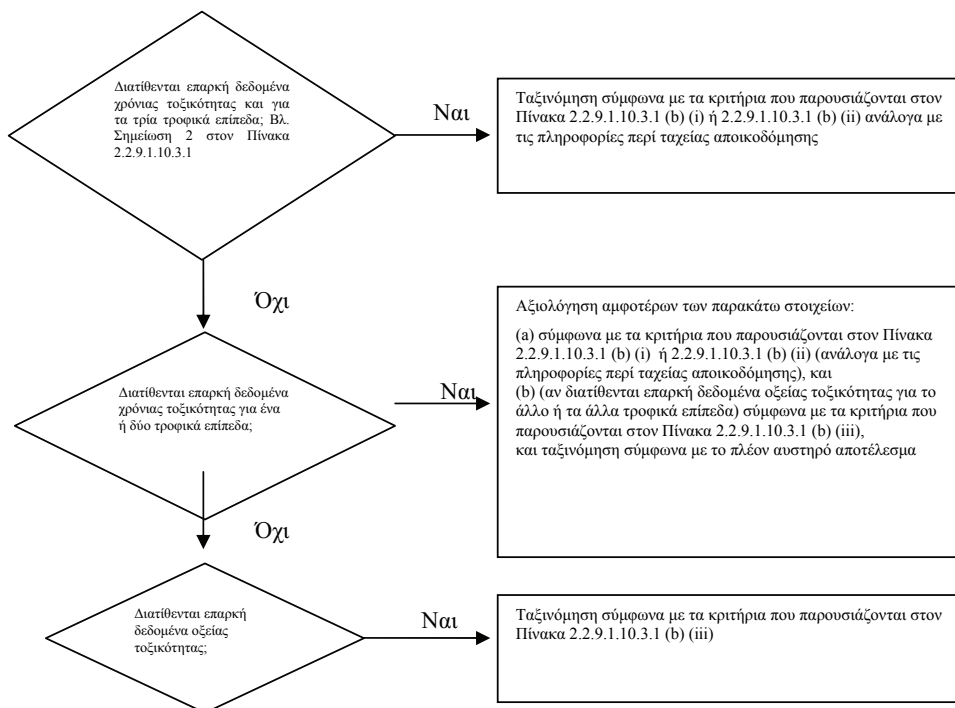 Διατίθενται επαρκή δεδομένα
χρόνιας τοξικότητας και για
τα τρία τροφικά επίπεδα; Βλ.
Σημείωση 2 στον Πίνακα
2.2.9.1.10.3.1
Ναι
Ταξινόμηση σύμφωνα με τα κριτήρια που παρουσιάζονται στον
Πίνακα 2.2.9.1.10.3.1 (b) (i) ή 2.2.9.1.10.3.1 (b) (ii) ανάλογα με
τις πληροφορίες περί ταχείας αποικοδόμησης
Όχι
Διατίθενται επαρκή δεδομένα
χρόνιας τοξικότητας για ένα
ή δύο τροφικά επίπεδα;
Ναι
Αξιολόγηση αμφοτέρων των παρακάτω στοιχείων:
(a) σύμφωνα με τα κριτήρια που παρουσιάζονται στον Πίνακα
2.2.9.1.10.3.1 (b) (i) ή 2.2.9.1.10.3.1 (b) (ii) (ανάλογα με τις
πληροφορίες περί ταχείας αποικοδόμησης), και
(b) (αν διατίθενται επαρκή δεδομένα οξείας τοξικότητας για το
άλλο ή τα άλλα τροφικά επίπεδα) σύμφωνα με τα κριτήρια που
παρουσιάζονται στον Πίνακα 2.2.9.1.10.3.1 (b) (iii),
και ταξινόμηση σύμφωνα με το πλέον αυστηρό αποτέλεσμα
Όχι
Διατίθενται επαρκή
δεδομένα οξείας
τοξικότητας;
Ναι
Ταξινόμηση σύμφωνα με τα κριτήρια που παρουσιάζονται στον
Πίνακα 2.2.9.1.10.3.1 (b) (iii)